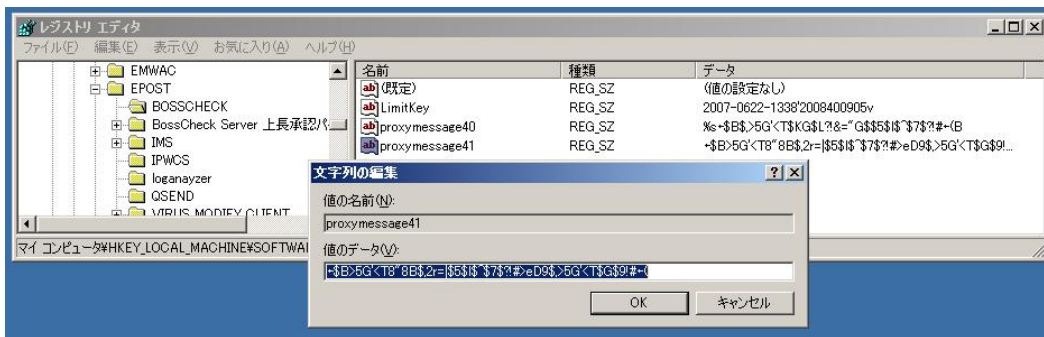 レジストリ エディタ
ファイル(F) 編集(E) 表示(V) お気に入り(A) ヘルプ(H)
EMWAC
EPOST
BOSSCHECK
BossCheck Server 上長承認パ
IMS
IPWCS
loganayzer
QSEND
VIRUS MODIFY CLIENT
名前 種類 データ
(既定) REG_SZ (値の設定なし)
LimitKey REG_SZ 2007-0622-1338'2008400905v
proxymessage40 REG_SZ
proxymessage41 REG_SZ
マイ コンピュータ¥HKEY_LOCAL_MACHINE¥SOFTWA
文字列の編集
値の名前(N):
proxymessage41
値のデータ(V):
OK キャンセル